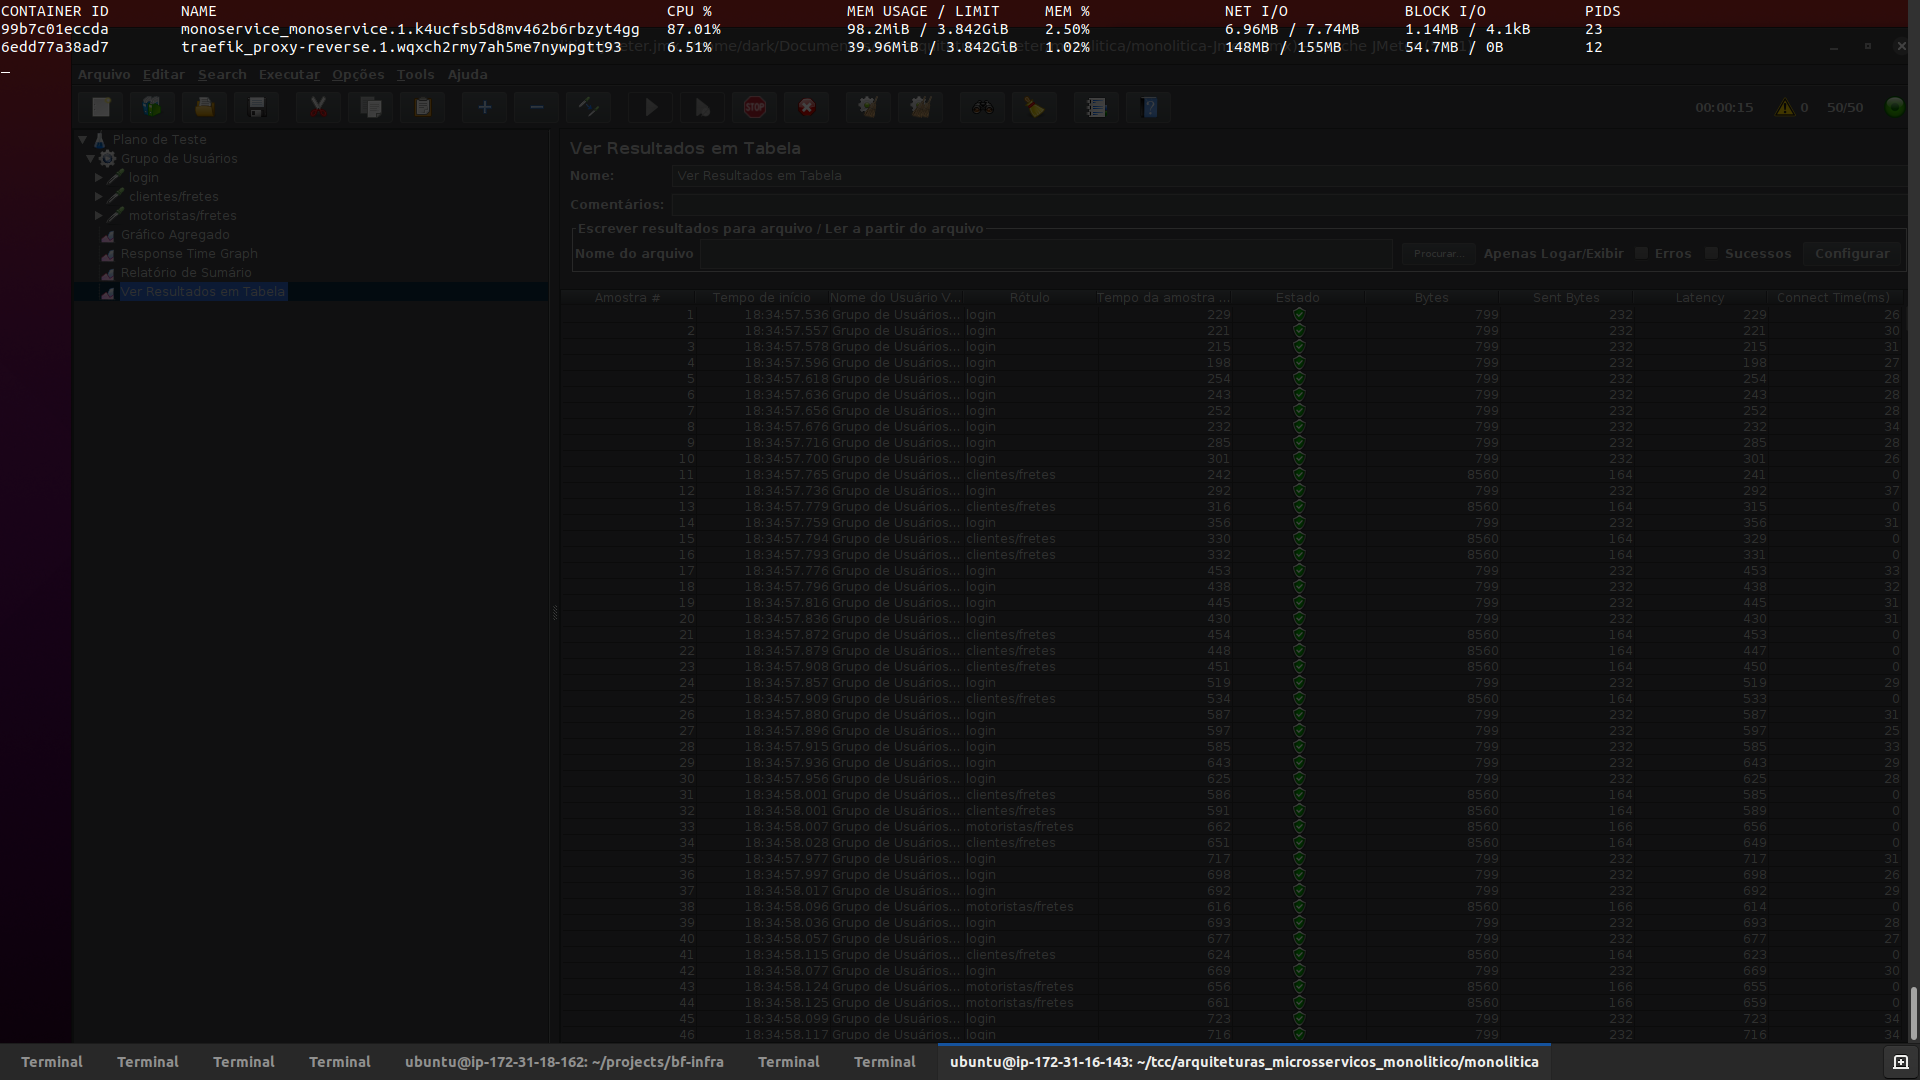 CONTAINER ID NAME CPU % MEM USAGE / LIMIT MEM % NET I/O BLOCK I/O PIDS
99b7c01eccda monoservice_monoservice.1.k4ucfsb5d8mv462b6rbzyt4gg 87.01% 98.2MiB / 3.842GiB 2.50% 6.96MB / 7.74MB 1.14MB / 4.1kB 23
6edd77a38ad7 traefik_proxy-reverse.1.wqxch2rmy7ah5me7nywpgtt93 6.51% 39.96MiB / 3.842GiB 1.02% 148MB / 155MB 54.7MB / 0B 12
Arquivo Editar Search Executar Opções Tools Ajuda
STOP 00:00:15 0 50/50
Plano de Teste
Grupo de Usuários
login
clientes/fretes
motoristas/fretes
Gráfico Agregado
Response Time Graph
Relatório de Sumário
Ver Resultados em Tabela
Ver Resultados em Tabela
Nome: Ver Resultados em Tabela
Comentários:
Escrever resultados para arquivo / Ler a partir do arquivo
Nome do arquivo Procurar... Apenas Logar/Exibir Erros Sucessos Configurar
Amostra # Tempo de início Nome do Usuário V... Rótulo Tempo da amostra ... Estado Bytes Sent Bytes Latency Connect Time(ms)
1 18:34:57.536 Grupo de Usuários... login 229 799 232 229 26
2 18:34:57.557 Grupo de Usuários... login 221 799 232 221 30
3 18:34:57.578 Grupo de Usuários... login 215 799 232 215 31
4 18:34:57.596 Grupo de Usuários... login 198 799 232 198 27
5 18:34:57.618 Grupo de Usuários... login 254 799 232 254 28
6 18:34:57.636 Grupo de Usuários... login 243 799 232 243 28
7 18:34:57.656 Grupo de Usuários... login 252 799 232 252 28
8 18:34:57.676 Grupo de Usuários... login 232 799 232 232 34
9 18:34:57.716 Grupo de Usuários... login 285 799 232 285 28
10 18:34:57.700 Grupo de Usuários... login 301 799 232 301 26
11 18:34:57.765 Grupo de Usuários... clientes/fretes 242 8560 164 241 0
12 18:34:57.736 Grupo de Usuários... login 292 799 232 292 37
13 18:34:57.779 Grupo de Usuários... clientes/fretes 316 8560 164 315 0
14 18:34:57.759 Grupo de Usuários... login 356 799 232 356 31
15 18:34:57.794 Grupo de Usuários... clientes/fretes 330 8560 164 329 0
16 18:34:57.793 Grupo de Usuários... clientes/fretes 332 8560 164 331 0
17 18:34:57.776 Grupo de Usuários... login 453 799 232 453 33
18 18:34:57.796 Grupo de Usuários... login 438 799 232 438 32
19 18:34:57.816 Grupo de Usuários... login 445 799 232 445 31
20 18:34:57.836 Grupo de Usuários... login 430 799 232 430 31
21 18:34:57.872 Grupo de Usuários... clientes/fretes 454 8560 164 453 0
22 18:34:57.879 Grupo de Usuários... clientes/fretes 448 8560 164 447 0
23 18:34:57.908 Grupo de Usuários... clientes/fretes 451 8560 164 450 0
24 18:34:57.857 Grupo de Usuários... login 519 799 232 519 29
25 18:34:57.909 Grupo de Usuários... clientes/fretes 534 8560 164 533 0
26 18:34:57.880 Grupo de Usuários... login 587 799 232 587 31
27 18:34:57.896 Grupo de Usuários... login 597 799 232 597 25
28 18:34:57.915 Grupo de Usuários... login 585 799 232 585 33
29 18:34:57.936 Grupo de Usuários... login 643 799 232 643 29
30 18:34:57.956 Grupo de Usuários... login 625 799 232 625 28
31 18:34:58.001 Grupo de Usuários... clientes/fretes 586 8560 164 585 0
32 18:34:58.001 Grupo de Usuários... clientes/fretes 591 8560 164 589 0
33 18:34:58.007 Grupo de Usuários... motoristas/fretes 662 8560 166 656 0
34 18:34:58.028 Grupo de Usuários... clientes/fretes 651 8560 164 649 0
35 18:34:57.977 Grupo de Usuários... login 717 799 232 717 31
36 18:34:57.997 Grupo de Usuários... login 698 799 232 698 26
37 18:34:58.017 Grupo de Usuários... login 692 799 232 692 29
38 18:34:58.096 Grupo de Usuários... motoristas/fretes 616 8560 166 614 0
39 18:34:58.036 Grupo de Usuários... login 693 799 232 693 28
40 18:34:58.057 Grupo de Usuários... login 677 799 232 677 27
41 18:34:58.115 Grupo de Usuários... clientes/fretes 624 8560 164 623 0
42 18:34:58.077 Grupo de Usuários... login 669 799 232 669 30
43 18:34:58.124 Grupo de Usuários... motoristas/fretes 656 8560 166 655 0
44 18:34:58.125 Grupo de Usuários... motoristas/fretes 661 8560 166 659 0
45 18:34:58.099 Grupo de Usuários... login 723 799 232 723 34
46 18:34:58.117 Grupo de Usuários... login 716 799 232 716 34
Terminal Terminal Terminal Terminal ubuntu@ip-172-31-18-162: ~/projects/bf-infra Terminal Terminal ubuntu@ip-172-31-16-143: ~/tcc/arquiteturas_microsservicos_monolitico/monolitica